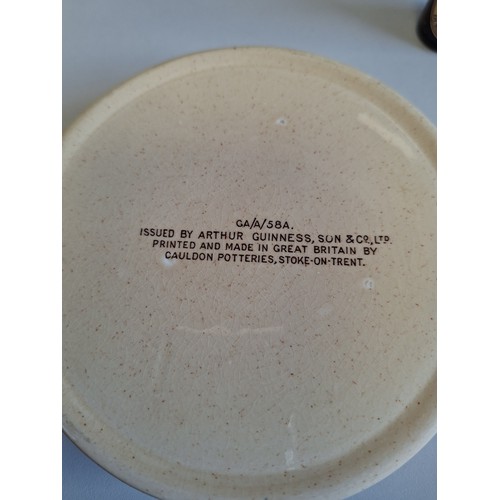 GA/A/58A.
ISSUED BY ARTHUR GUINNESS, SON & CO., LTD.
PRINTED AND MADE IN GREAT BRITAIN BY
CAULDON POTTERIES, STOKE-ON-TRENT.